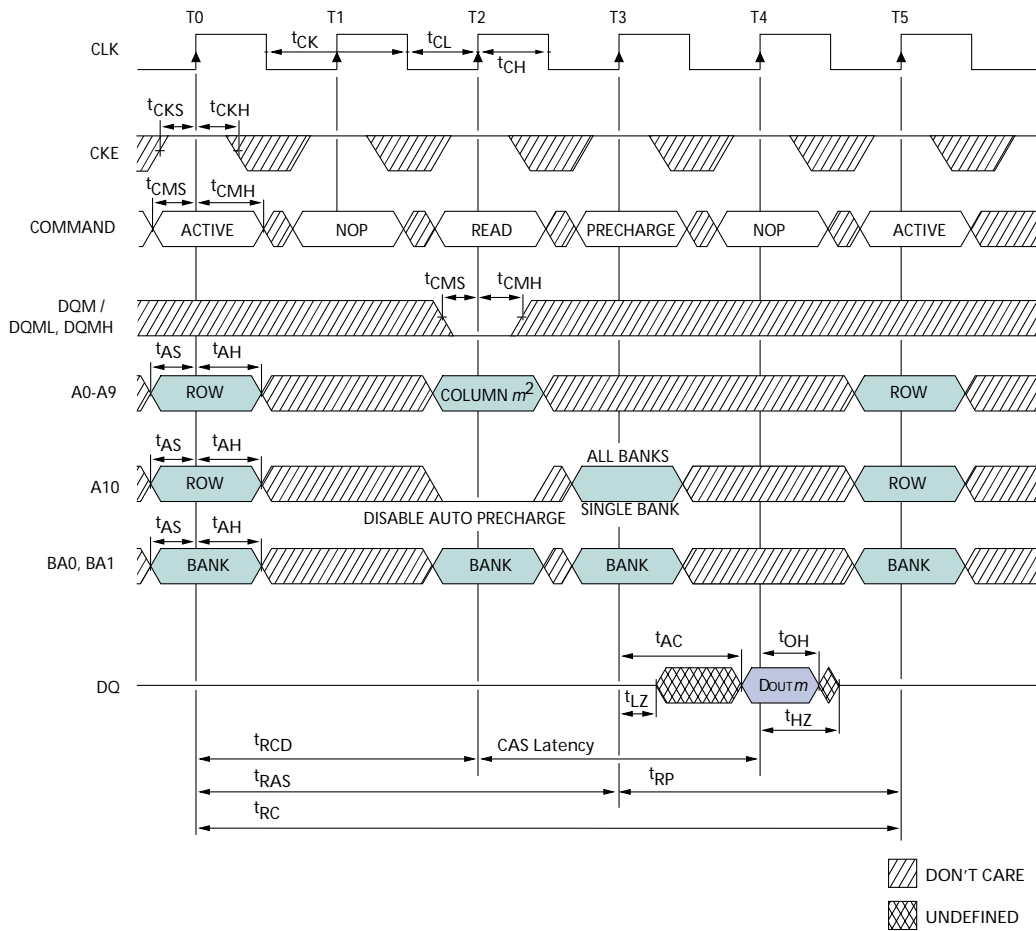 T0 T1 T2 T3 T4 T5
CLK
tCK tCL
tCH
tCKS tCKH
CKE
tCMS tCMH
COMMAND ACTIVE NOP READ PRECHARGE NOP ACTIVE
tCMS tCMH
DQM /
DQML, DQMH
tAS tAH
A0-A9 ROW COLUMN m2 ROW
tAS tAH
ALL BANKS
A10 ROW ROW
DISABLE AUTO PRECHARGE SINGLE BANK
tAS tAH
BA0, BA1 BANK BANK BANK BANK
tAC tOH
DQ DOUT m
tLZ tHZ
tRCD CAS Latency
tRAS tRP
tRC
DON'T CARE
UNDEFINED